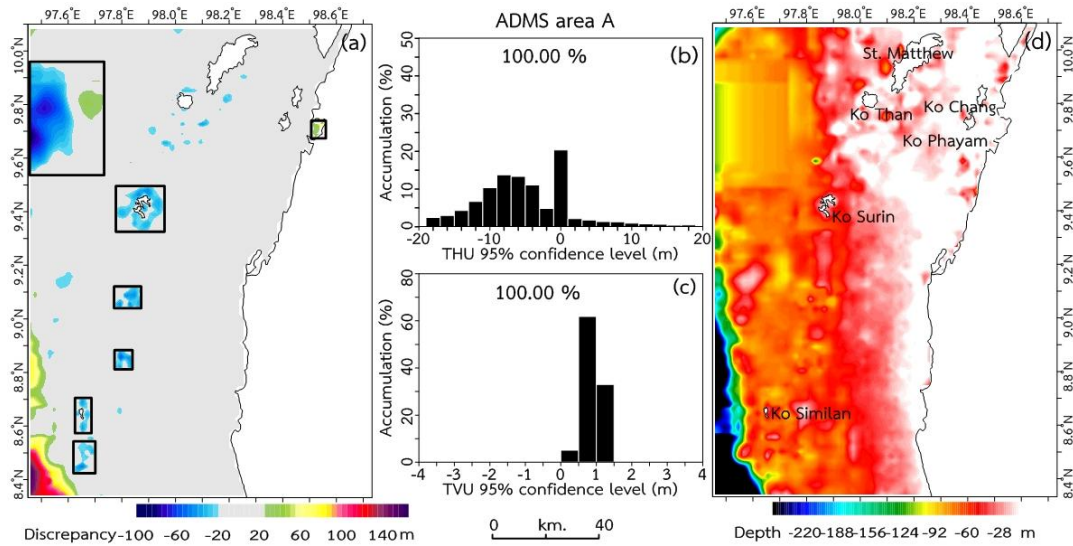 ADMS area A
97.6°E 97.8°E 98.0°E 98.2°E 98.4°E 98.6°E
10.0°N
9.8°N
9.6°N
9.4°N
9.2°N
9.0°N
8.8°N
8.6°N
8.4°N
(a)
Discrepancy -100 -60 -20 20 60 100 140 m
(b)
100.00 %
Accumulation (%)
50
40
30
20
10
0
-20 -10 0 10 20
THU 95% confidence level (m)
(c)
100.00 %
Accumulation (%)
80
60
40
20
0
-4 -3 -2 -1 0 1 2 3 4
TVU 95% confidence level (m)
0 km. 40
97.6°E 97.8°E 98.0°E 98.2°E 98.4°E 98.6°E
(d)
St. Matthew
Ko Chang
Ko Than
Ko Phayam
Ko Surin
Ko Similan
10.0°N
9.8°N
9.6°N
9.4°N
9.2°N
9.0°N
8.8°N
8.6°N
8.4°N
Depth -220 -188 -156 -124 -92 -60 -28 m